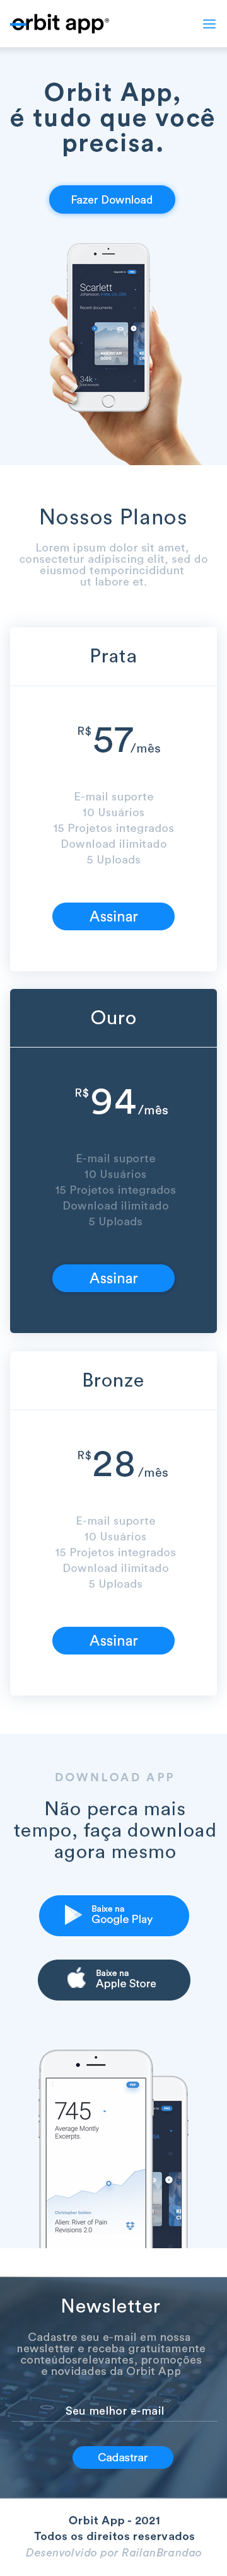 orbit app®
Orbit App,
é tudo que você
precisa.
Fazer Download
Scarlett
Recent documents
AMERICAN
34k
Nossos Planos
Lorem ipsum dolor sit amet,
consectetur adipiscing elit, sed do
eiusmod temporincididunt
ut labore et.
Prata
R$57/mês
E-mail suporte
10 Usuários
15 Projetos integrados
Download ilimitado
5 Uploads
Assinar
Ouro
R$94/mês
E-mail suporte
10 Usuários
15 Projetos integrados
Download ilimitado
5 Uploads
Assinar
Bronze
R$28/mês
E-mail suporte
10 Usuários
15 Projetos integrados
Download ilimitado
5 Uploads
Assinar
DOWNLOAD APP
Não perca mais
tempo, faça download
agora mesmo
Baixe na
Google Play
Baixe na
Apple Store
745
Average Montly
Excerpts.
Alien: River of Pain
Revisions 2.0
Newsletter
Cadastre seu e-mail em nossa
newsletter e receba gratuitamente
conteúdosrelevantes, promoções
e novidades da Orbit App
Seu melhor e-mail
Cadastrar
Orbit App - 2021
Todos os direitos reservados
Desenvolvido por RailanBrandao